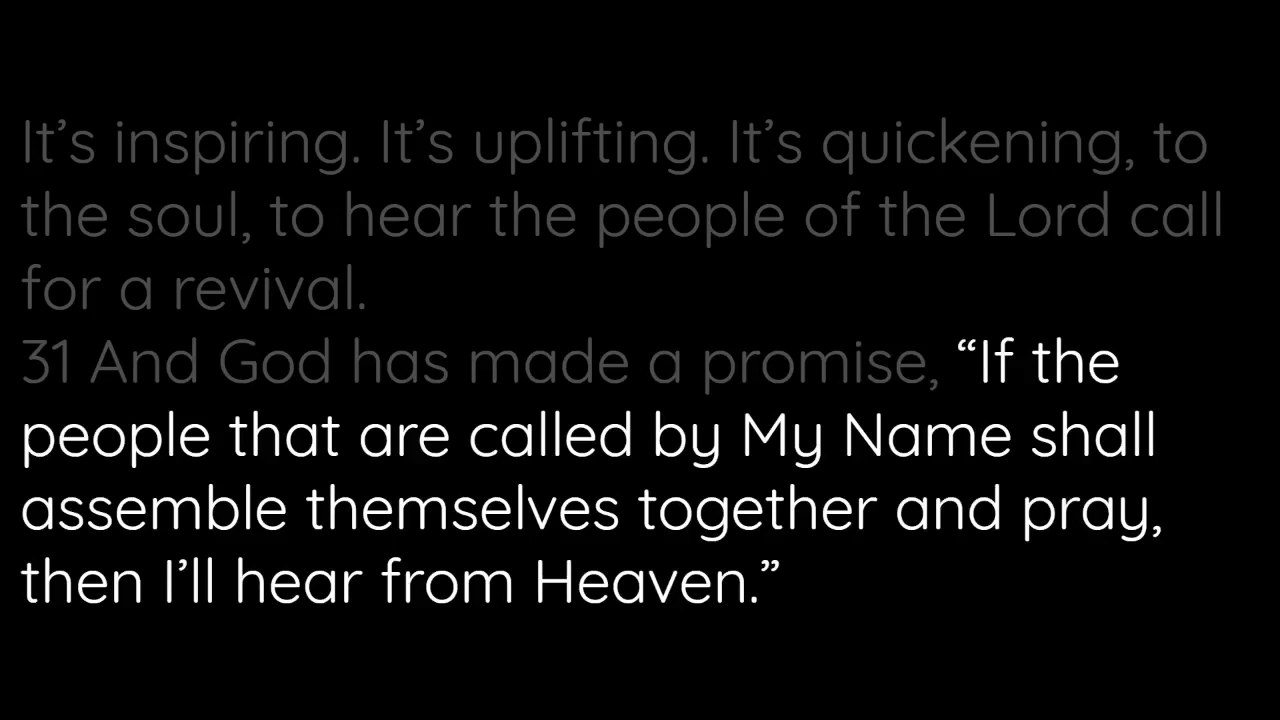 It’s inspiring. It’s uplifting. It’s quickening, to
the soul, to hear the people of the Lord call
for a revival.
31 And God has made a promise, “If the
people that are called by My Name shall
assemble themselves together and pray,
then I’ll hear from Heaven.”